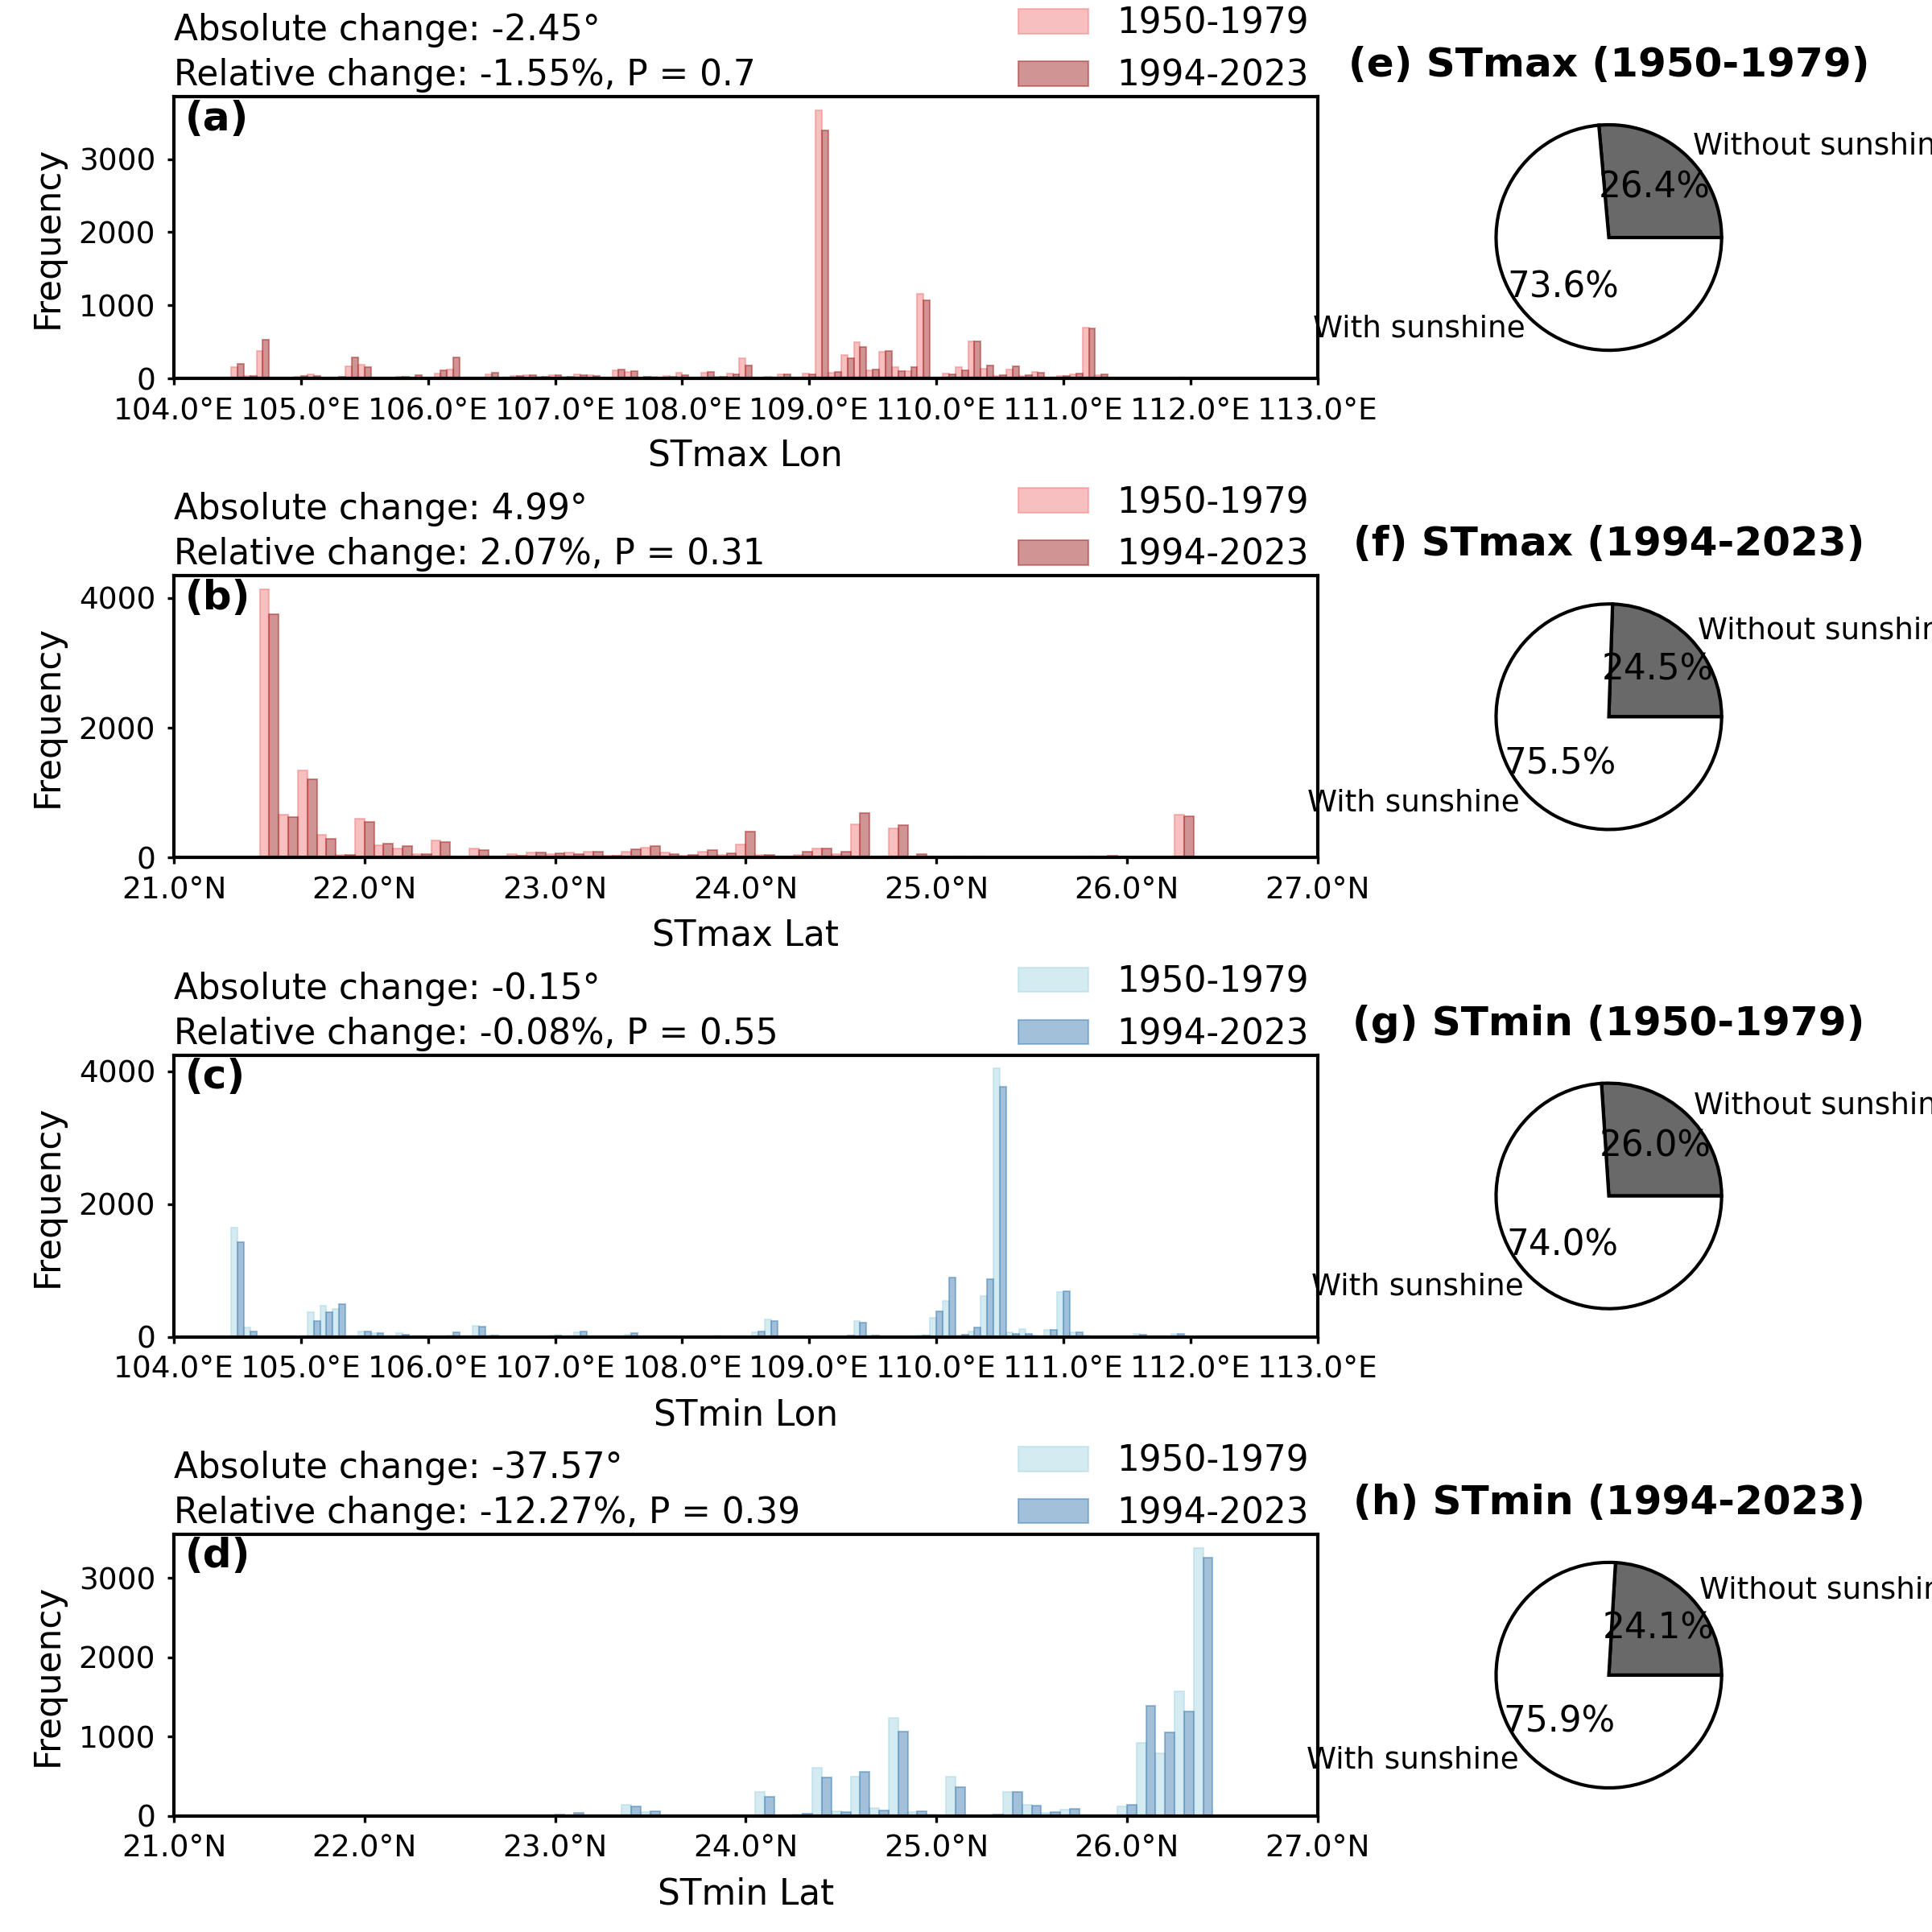 Absolute change: -2.45°
Relative change: -1.55%, P = 0.7
1950-1979
1994-2023
(a)
Frequency
3000
2000
1000
0
104.0°E 105.0°E 106.0°E 107.0°E 108.0°E 109.0°E 110.0°E 111.0°E 112.0°E 113.0°E
STmax Lon
(e) STmax (1950-1979)
Without sunshin
26.4%
73.6%
With sunshine
Absolute change: 4.99°
Relative change: 2.07%, P = 0.31
1950-1979
1994-2023
(b)
Frequency
4000
2000
0
21.0°N 22.0°N 23.0°N 24.0°N 25.0°N 26.0°N 27.0°N
STmax Lat
(f) STmax (1994-2023)
Without sunshin
24.5%
75.5%
With sunshine
Absolute change: -0.15°
Relative change: -0.08%, P = 0.55
1950-1979
1994-2023
(c)
Frequency
4000
2000
0
104.0°E 105.0°E 106.0°E 107.0°E 108.0°E 109.0°E 110.0°E 111.0°E 112.0°E 113.0°E
STmin Lon
(g) STmin (1950-1979)
Without sunshin
26.0%
74.0%
With sunshine
Absolute change: -37.57°
Relative change: -12.27%, P = 0.39
1950-1979
1994-2023
(d)
Frequency
3000
2000
1000
0
21.0°N 22.0°N 23.0°N 24.0°N 25.0°N 26.0°N 27.0°N
STmin Lat
(h) STmin (1994-2023)
Without sunshin
24.1%
75.9%
With sunshine